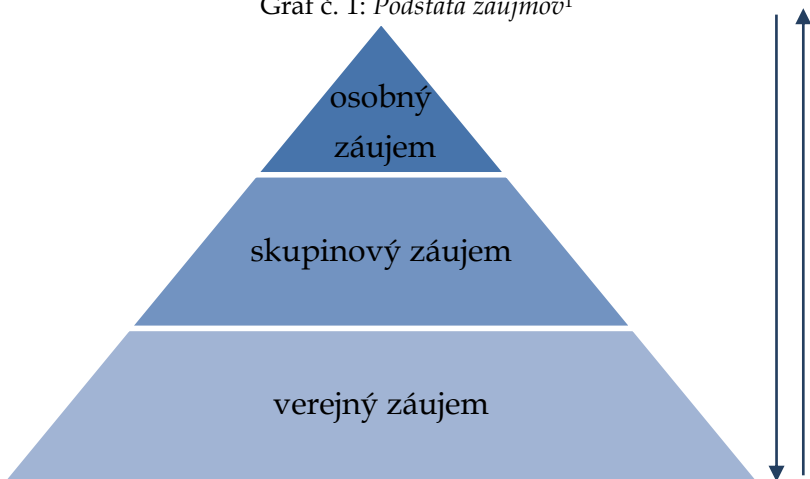 Graf č. 1: Podstata záujmov¹
osobný
záujem
skupinový záujem
verejný záujem